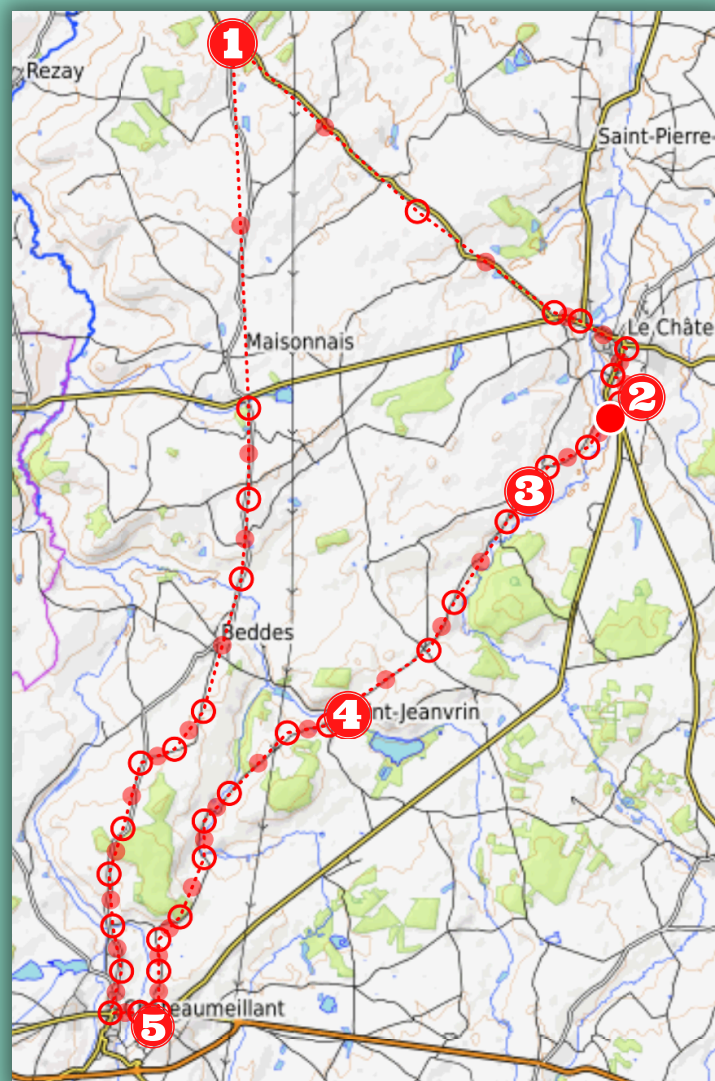 1
Rezay
Saint-Pierre-
Le Châte
Maisonnais
2
3
Beddes
4
nt-Jeanvrin
eaumeillant
5